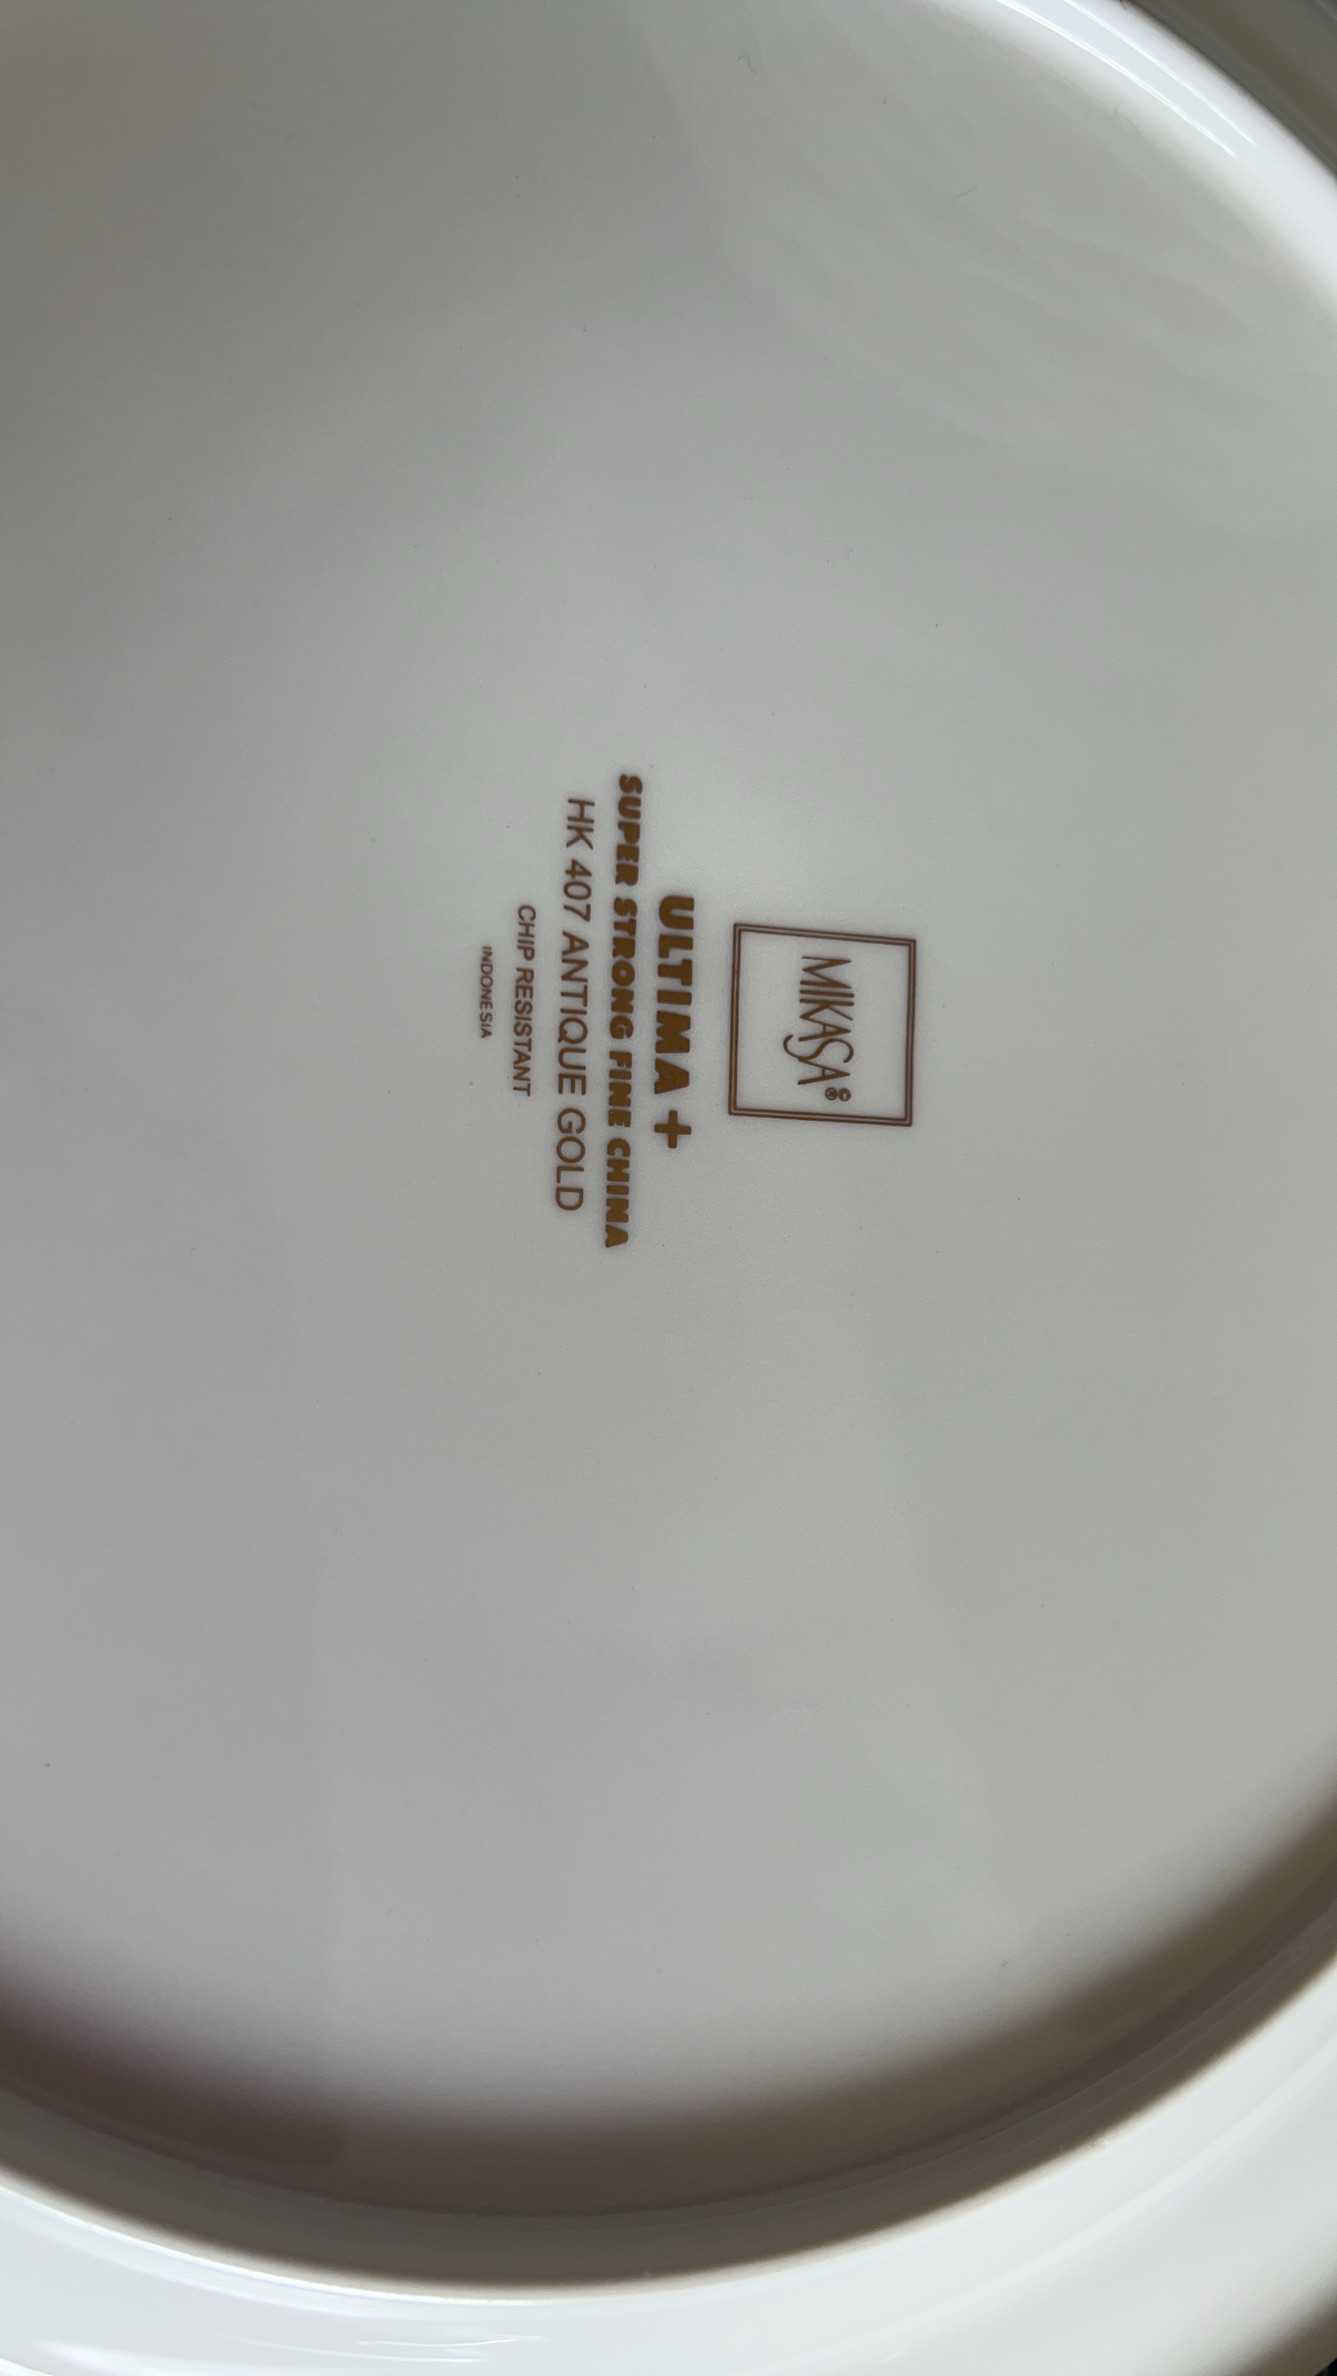 MIKASA©®
ULTIMA +
SUPER STRONG FINE CHINA
HK 407 ANTIQUE GOLD
CHIP RESISTANT
INDONESIA